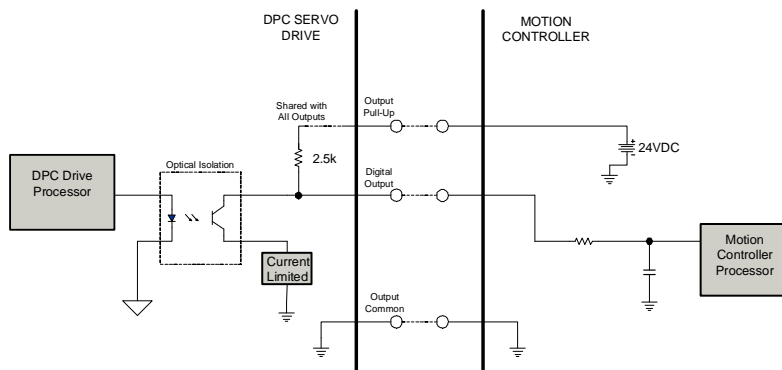 DPC SERVO
DRIVE
MOTION
CONTROLLER
Shared with
All Outputs
Output
Pull-Up
2.5k
+
24VDC
-
Optical Isolation
DPC Drive
Processor
Digital
Output
Motion
Controller
Processor
Current
Limited
Output
Common